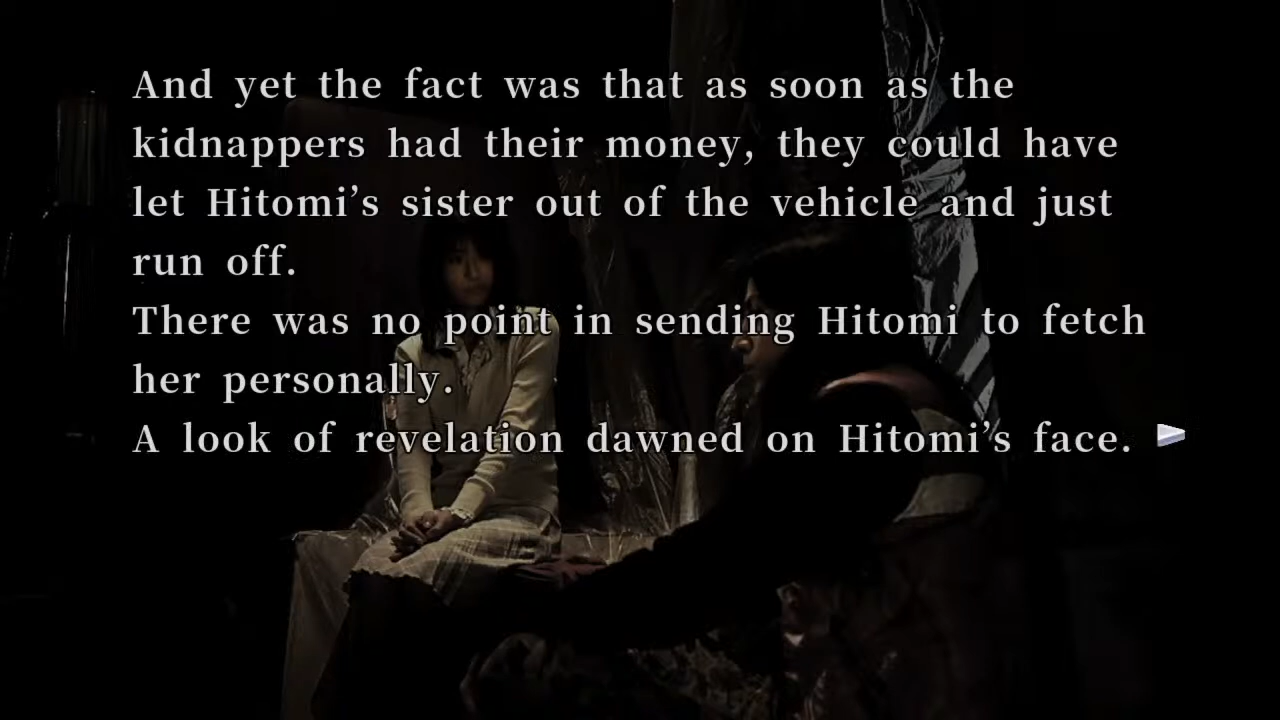 And yet the fact was that as soon as the
kidnappers had their money, they could have
let Hitomi’s sister out of the vehicle and just
run off.
There was no point in sending Hitomi to fetch
her personally.
A look of revelation dawned on Hitomi’s face.